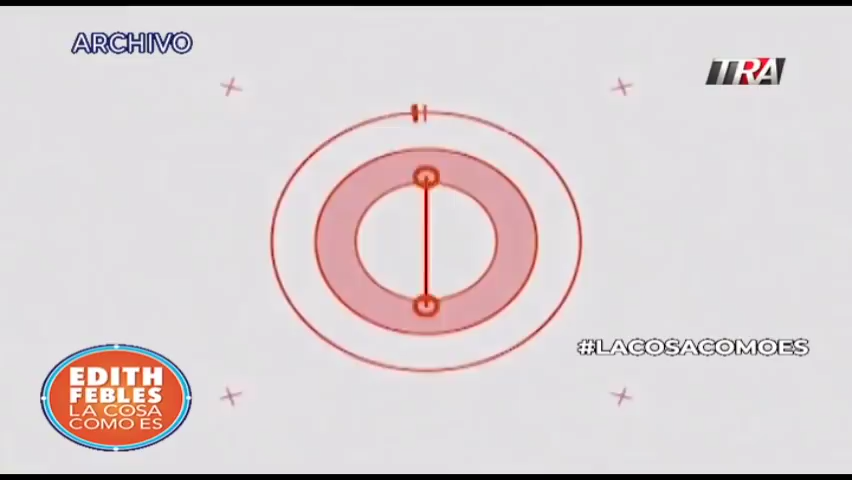 ARCHIVO
TRA
#LACOSACOMOES
EDITH
FEBLES
LA COSA
COMO ES